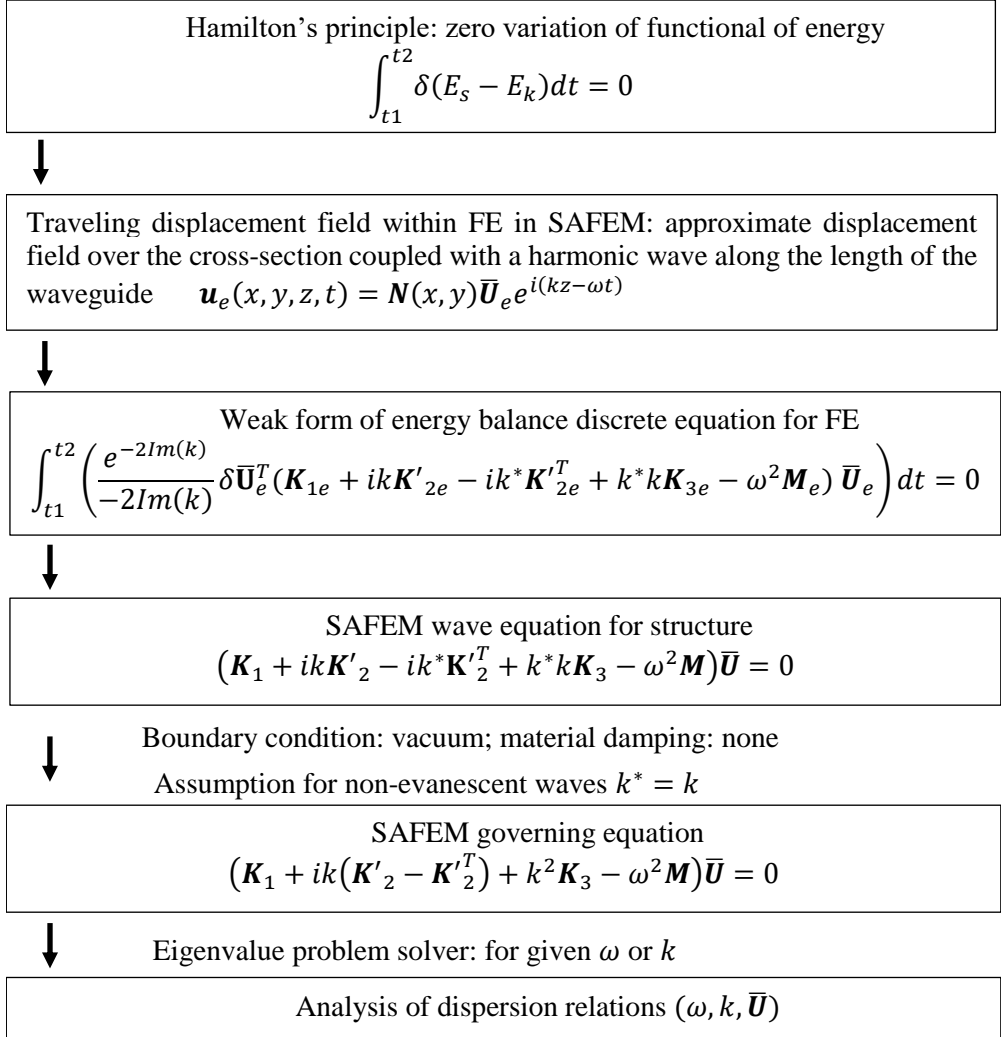 Hamilton's principle: zero variation of functional of energy
∫_{t1}^{t2} δ(E_s − E_k)dt = 0
Traveling displacement field within FE in SAFEM: approximate displacement
field over the cross-section coupled with a harmonic wave along the length of the
waveguide u_e(x, y, z, t) = N(x, y)Ū_e e^{i(kz−ωt)}
Weak form of energy balance discrete equation for FE
∫_{t1}^{t2} (e^{−2Im(k)}/(−2Im(k)) δŪ_e^T (K_{1e} + ikK'_{2e} − ik^*K'^T_{2e} + k^*kK_{3e} − ω^2M_e) Ū_e) dt = 0
SAFEM wave equation for structure
(K_1 + ikK'_2 − ik^*K'^T_2 + k^*kK_3 − ω^2M)Ū = 0
Boundary condition: vacuum; material damping: none
Assumption for non-evanescent waves k^* = k
SAFEM governing equation
(K_1 + ik(K'_2 − K'^T_2) + k^2K_3 − ω^2M)Ū = 0
Eigenvalue problem solver: for given ω or k
Analysis of dispersion relations (ω, k, Ū)